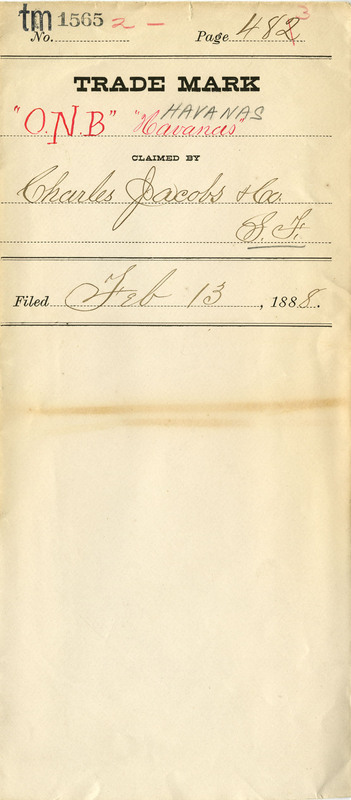 tm 1565 2 -
No. Page 482 3
TRADE MARK
"O.N.B" "Havanas" HAVANAS
CLAIMED BY
Charles Jacobs & Co.
S. F.
Filed Feb 13, 1888.